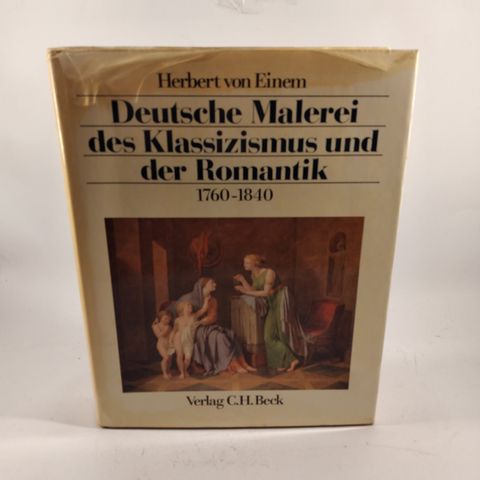 Herbert von Einem
Deutsche Malerei
des Klassizismus und
der Romantik
1760-1840
Verlag C.H.Beck